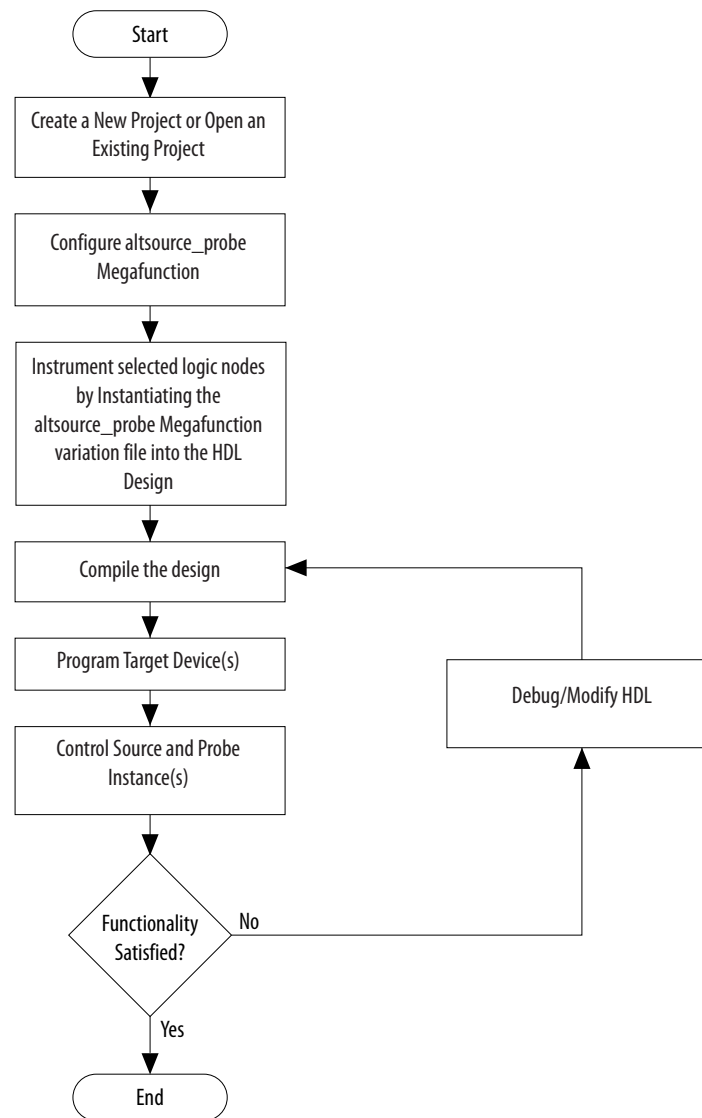 Start
Create a New Project or Open an
Existing Project
Configure altsource_probe
Megafunction
Instrument selected logic nodes
by Instantiating the
altsource_probe Megafunction
variation file into the HDL
Design
Compile the design
Program Target Device(s)
Debug/Modify HDL
Control Source and Probe
Instance(s)
Functionality
Satisfied?
No
Yes
End